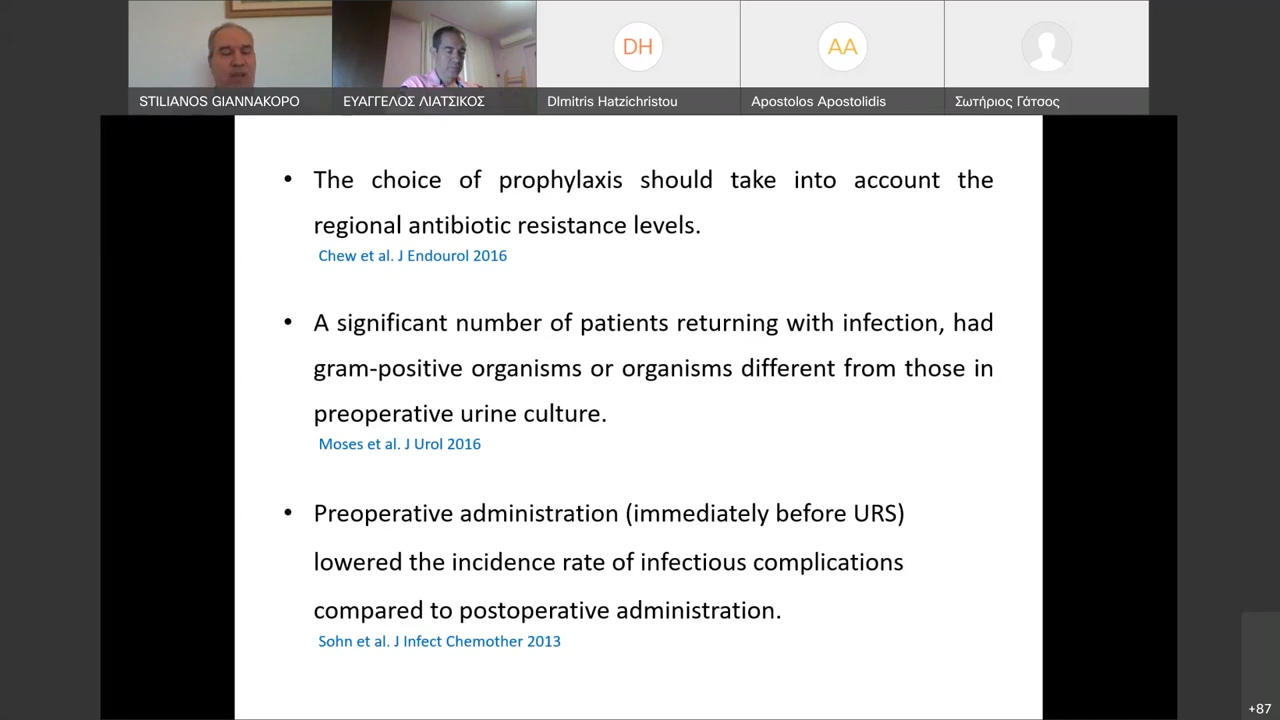 DH
AA
STILIANOS GIANNAKOPO
ΕΥΑΓΓΕΛΟΣ ΛΙΑΤΣΙΚΟΣ
DImitris Hatzichristou
Apostolos Apostolidis
Σωτήριος Γάτσος
• The choice of prophylaxis should take into account the
regional antibiotic resistance levels.
Chew et al. J Endourol 2016
• A significant number of patients returning with infection, had
gram-positive organisms or organisms different from those in
preoperative urine culture.
Moses et al. J Urol 2016
• Preoperative administration (immediately before URS)
lowered the incidence rate of infectious complications
compared to postoperative administration.
Sohn et al. J Infect Chemother 2013
+87